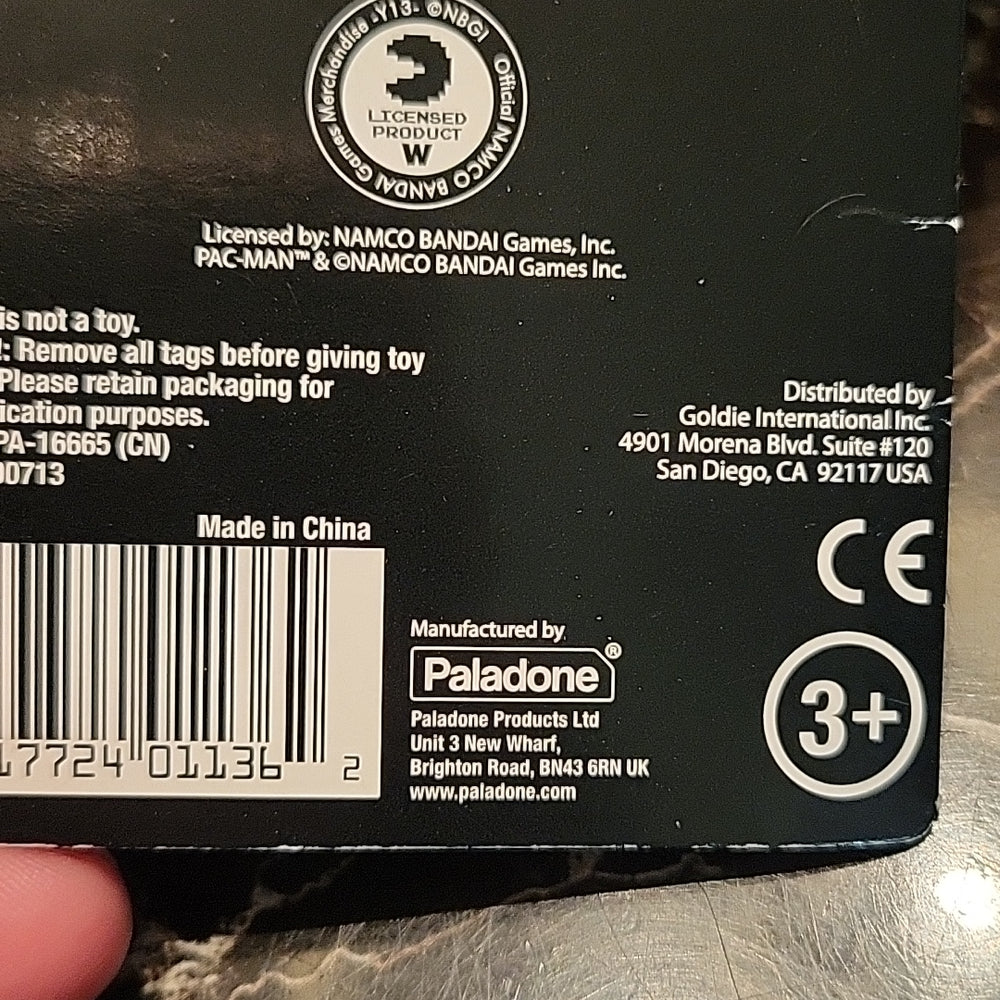 Official NAMCO BANDAI Games Merchandise -Y13- ©NBGI
LICENSED
PRODUCT
W
Licensed by: NAMCO BANDAI Games, Inc.
PAC-MAN™ & ©NAMCO BANDAI Games Inc.
is not a toy.
!: Remove all tags before giving toy
Please retain packaging for
ication purposes.
PA-16665 (CN)
00713
Distributed by
Goldie International Inc.
4901 Morena Blvd. Suite #120
San Diego, CA 92117 USA
Made in China
17724 01136 2
CE
Manufactured by
Paladone®
Paladone Products Ltd
Unit 3 New Wharf,
Brighton Road, BN43 6RN UK
www.paladone.com
3+